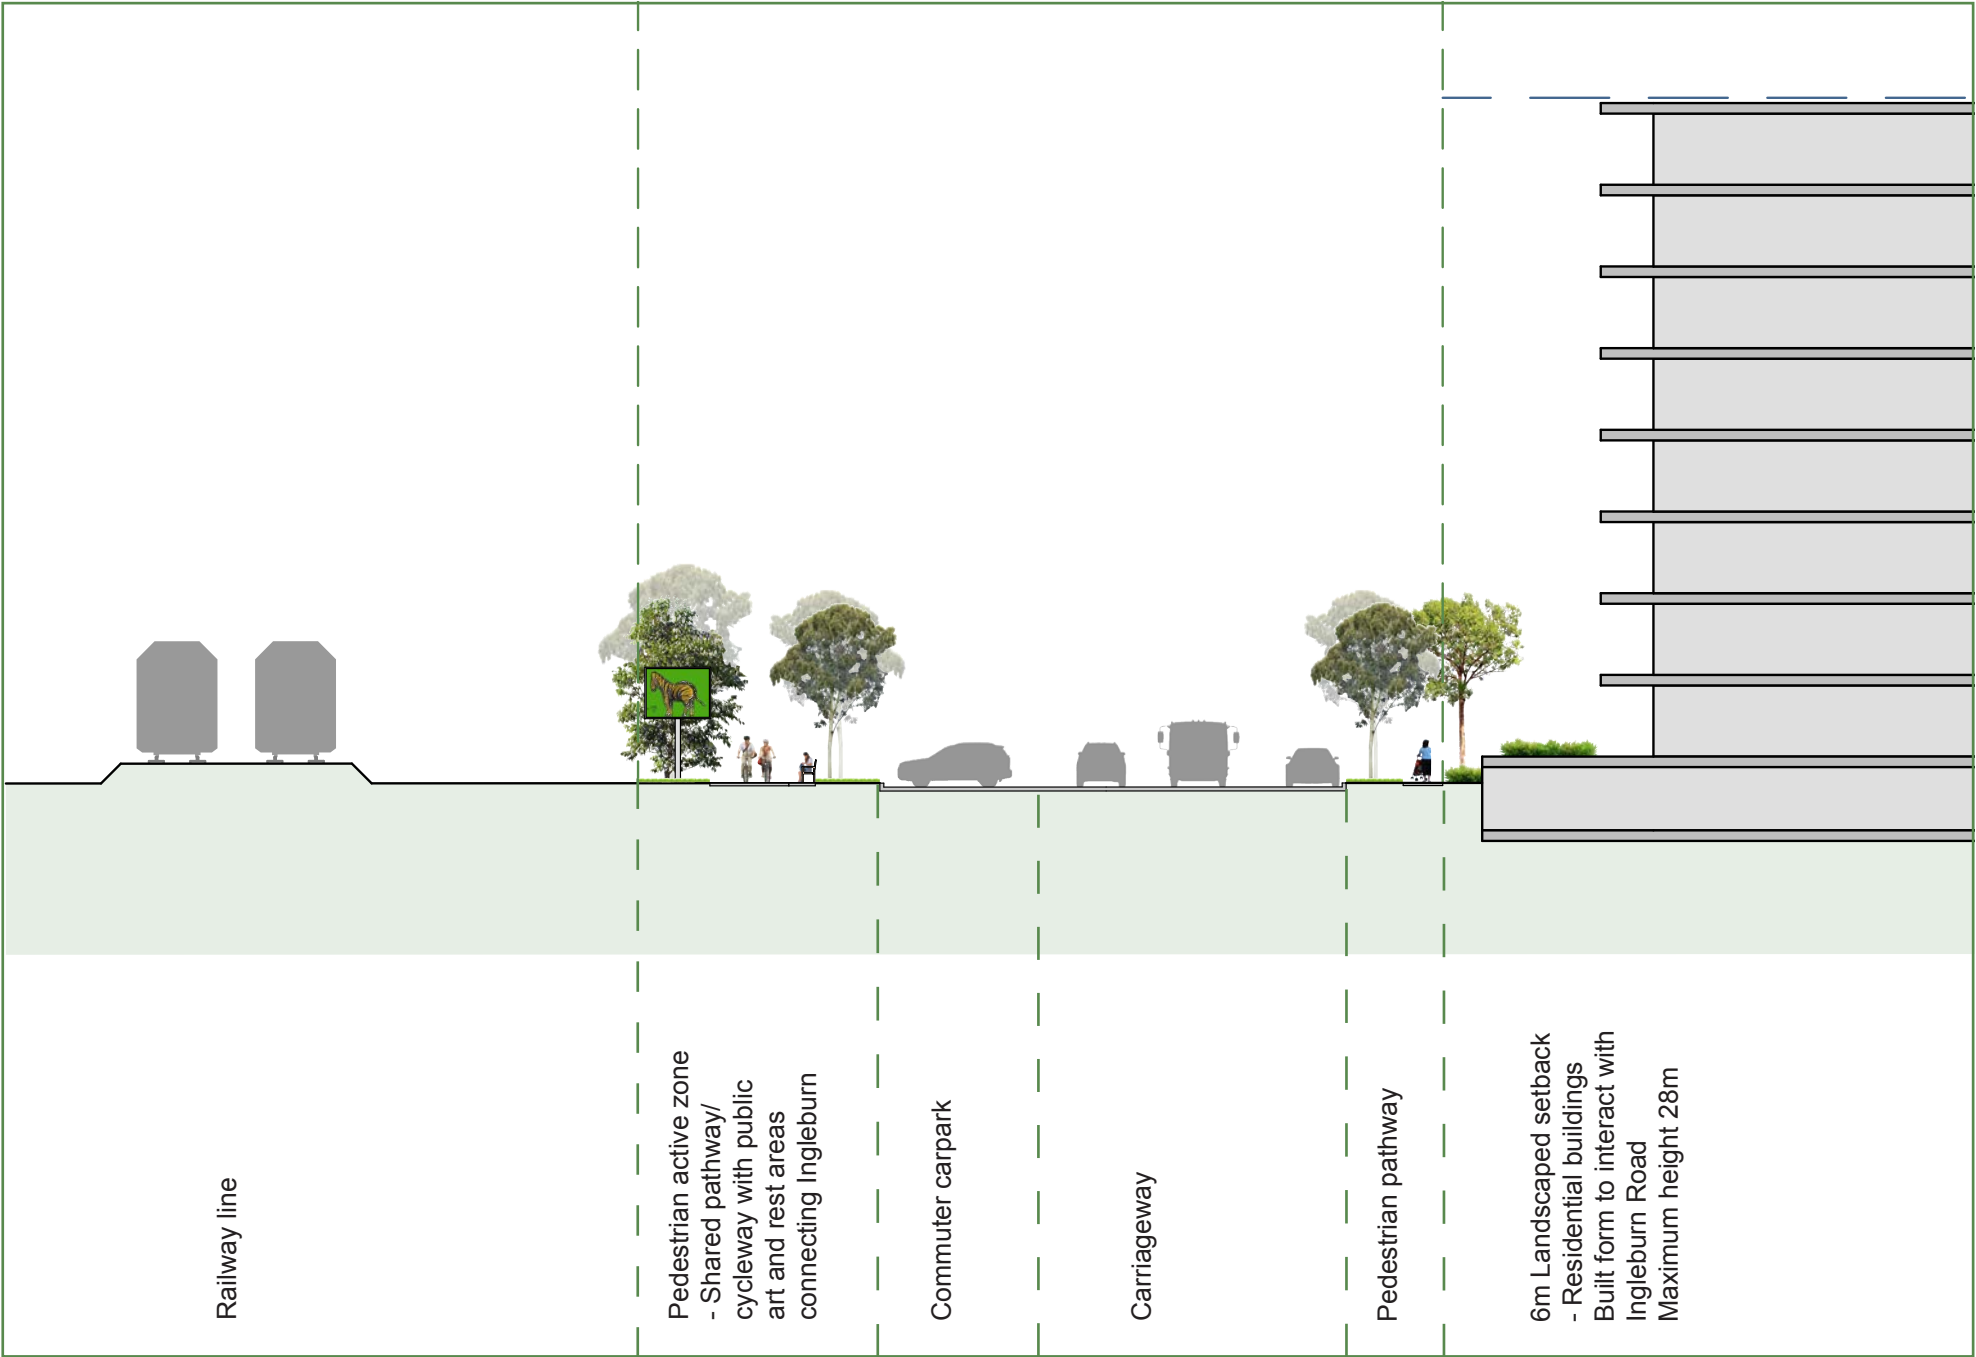 Railway line
Pedestrian active zone
- Shared pathway/
cycleway with public
art and rest areas
connecting Ingleburn
Commuter carpark
Carriageway
Pedestrian pathway
6m Landscaped setback
- Residential buildings
Built form to interact with
Ingleburn Road
Maximum height 28m